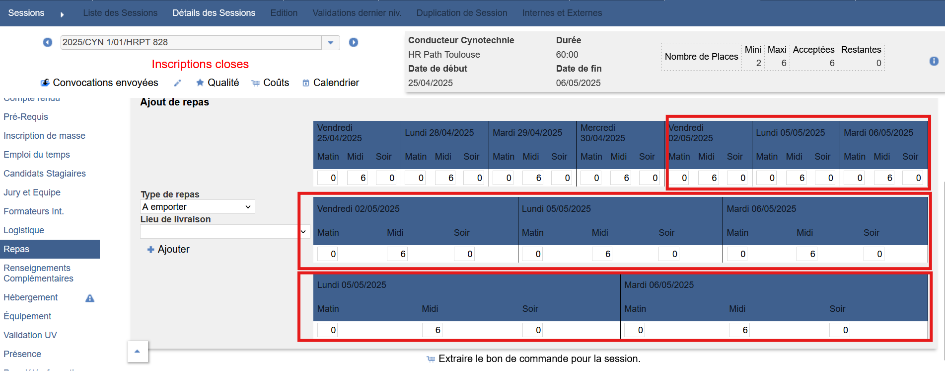 Sessions Liste des Sessions Détails des Sessions Edition Validations dernier niv. Duplication de Session Internes et Externes
2025/CYN 1/01/HRPT 828
Inscriptions closes
Convocations envoyées Qualité Coûts Calendrier
Conducteur Cynotechnie Durée
HR Path Toulouse 60:00
Date de début Date de fin
25/04/2025 06/05/2025
Nombre de Places Mini Maxi Acceptées Restantes
2 6 6 0
Compte rendu
Pré-Requis
Inscription de masse
Emploi du temps
Candidats Stagiaires
Jury et Equipe
Formateurs Int.
Logistique
Repas
Renseignements
Complémentaires
Hébergement
Équipement
Validation UV
Présence
Ajout de repas
Vendredi 25/04/2025 Lundi 28/04/2025 Mardi 29/04/2025 Mercredi 30/04/2025 Vendredi 02/05/2025 Lundi 05/05/2025 Mardi 06/05/2025
Matin Midi Soir Matin Midi Soir Matin Midi Soir Matin Midi Soir Matin Midi Soir Matin Midi Soir Matin Midi Soir
0 6 0 0 6 0 0 6 0 0 6 0 0 6 0 0 6 0 0 6 0
Type de repas
A emporter
Lieu de livraison
Ajouter
Vendredi 02/05/2025 Lundi 05/05/2025 Mardi 06/05/2025
Matin Midi Soir Matin Midi Soir Matin Midi Soir
0 6 0 0 6 0 0 6 0
Lundi 05/05/2025 Mardi 06/05/2025
Matin Midi Soir Matin Midi Soir
0 6 0 0 6 0
Extraire le bon de commande pour la session.